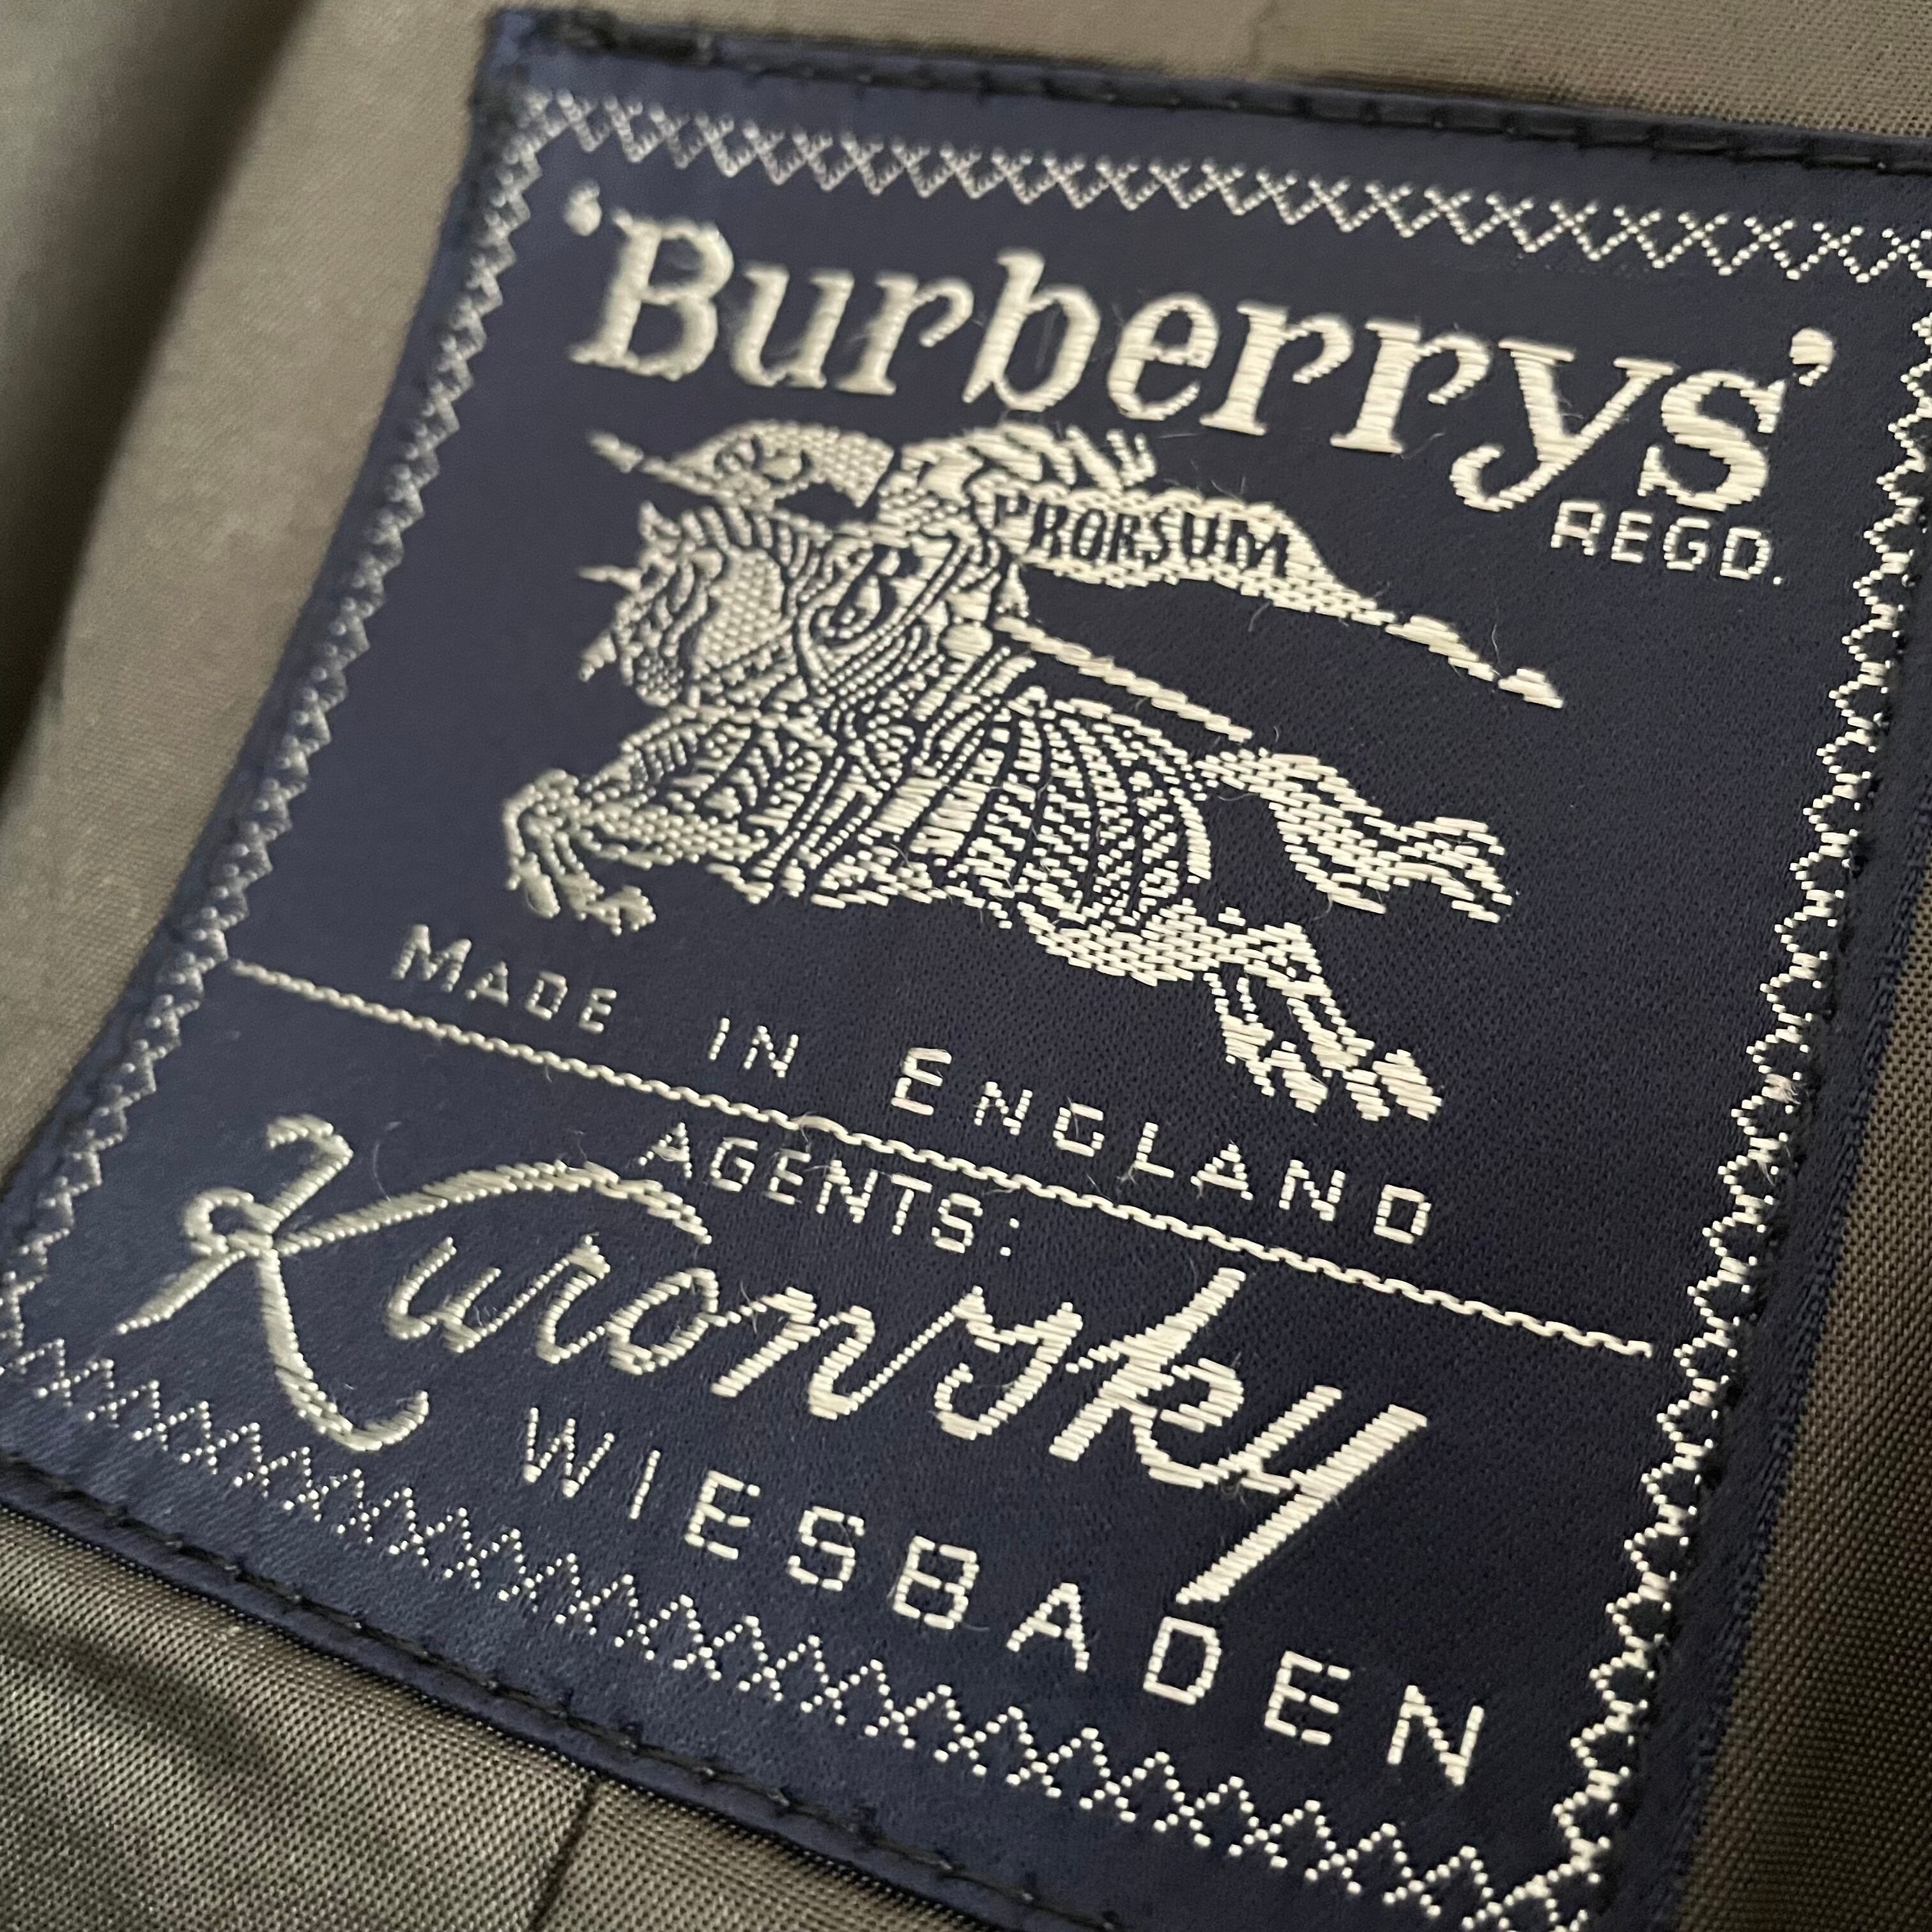 ‘Burberrys’
REGD.
PRORSUM
MADE IN ENGLAND
AGENTS:
Kuronsky
WIESBADEN